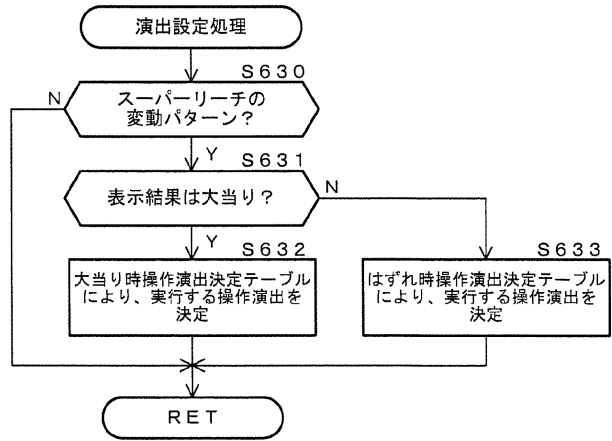 演出設定処理
S630
N
スーパーリーチの
変動パターン？
Y
S631
表示結果は大当り？
N
Y
S632
大当り時操作演出決定テーブル
により、実行する操作演出を
決定
S633
はずれ時操作演出決定テーブル
により、実行する操作演出を
決定
RET